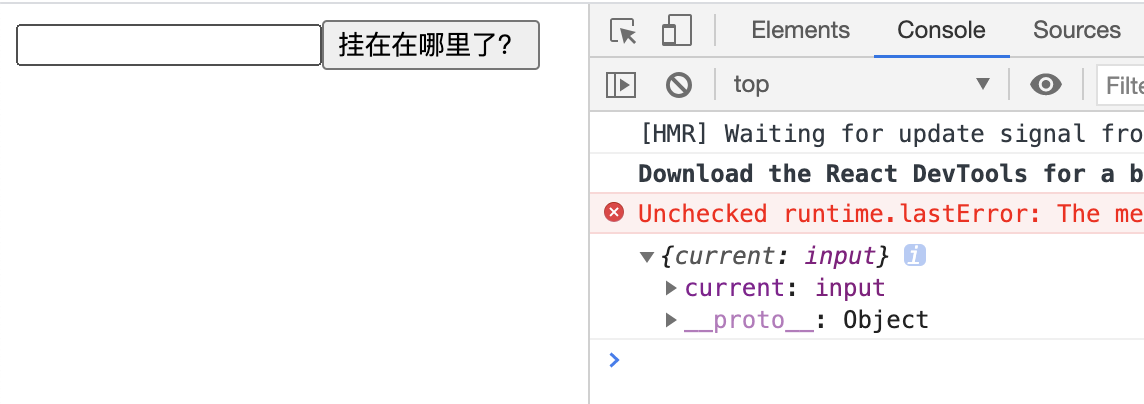 挂在在哪里了?
Elements Console Sources
top Filte
[HMR] Waiting for update signal fro
Download the React DevTools for a b
Unchecked runtime.lastError: The me
{current: input} i
current: input
__proto__: Object